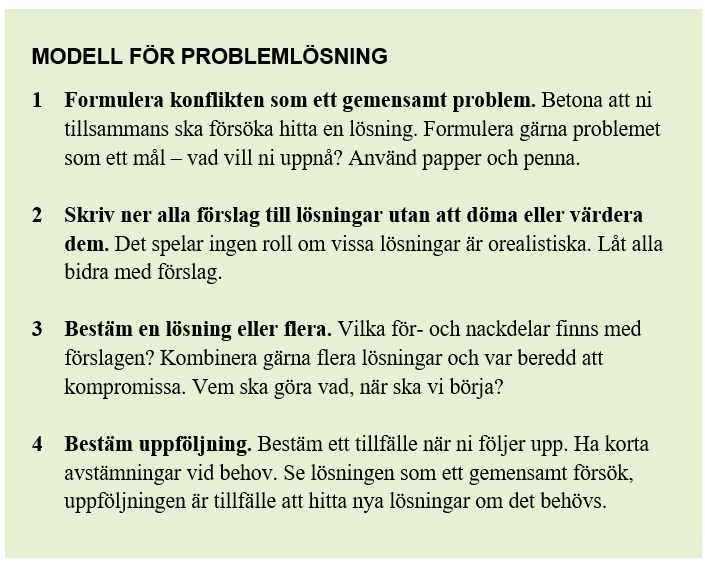 MODELL FÖR PROBLEMLÖSNING
1 Formulera konflikten som ett gemensamt problem. Betona att ni
tillsammans ska försöka hitta en lösning. Formulera gärna problemet
som ett mål – vad vill ni uppnå? Använd papper och penna.
2 Skriv ner alla förslag till lösningar utan att döma eller värdera
dem. Det spelar ingen roll om vissa lösningar är orealistiska. Låt alla
bidra med förslag.
3 Bestäm en lösning eller flera. Vilka för- och nackdelar finns med
förslagen? Kombinera gärna flera lösningar och var beredd att
kompromissa. Vem ska göra vad, när ska vi börja?
4 Bestäm uppföljning. Bestäm ett tillfälle när ni följer upp. Ha korta
avstämningar vid behov. Se lösningen som ett gemensamt försök,
uppföljningen är tillfälle att hitta nya lösningar om det behövs.